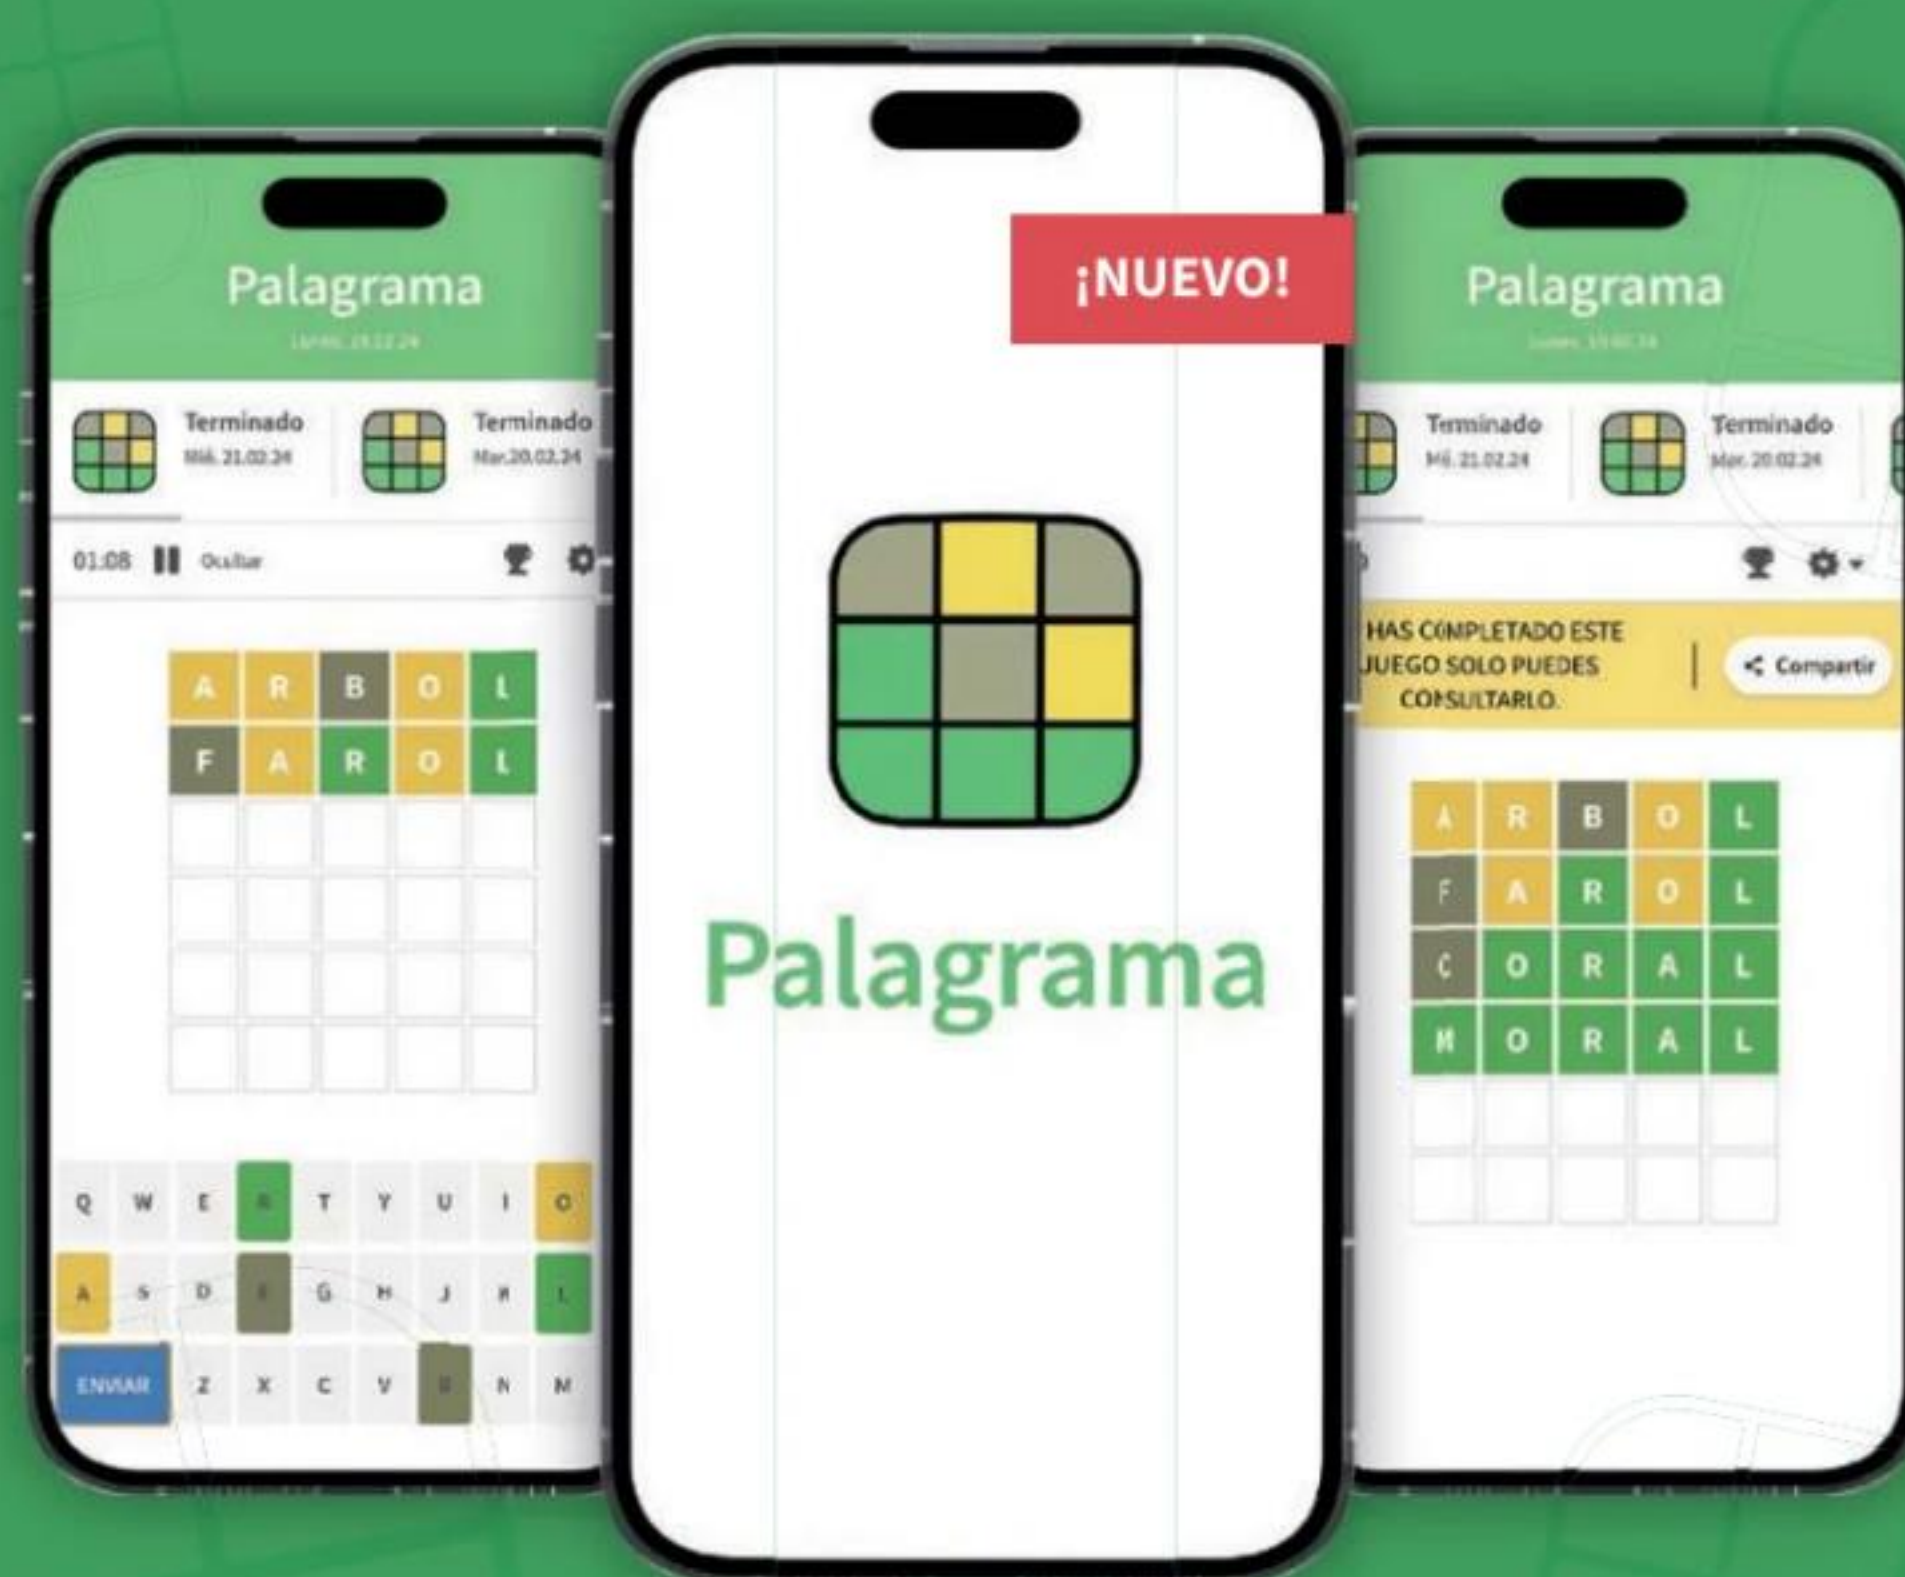 Palagrama
Terminado
Mié. 21.02.24
Terminado
Mar.20.02.24
01:08
Ocultar
A R B O L
F A R O L
Q W E R T Y U I O
A S D F G H J K L
ENVIAR Z X C V B N M
¡NUEVO!
Palagrama
Palagrama
Terminado
Mié. 21.02.24
Terminado
Mar. 20.02.24
HAS COMPLETADO ESTE
JUEGO SOLO PUEDES
CONSULTARLO.
Compartir
A R B O L
F A R O L
C O R A L
M O R A L